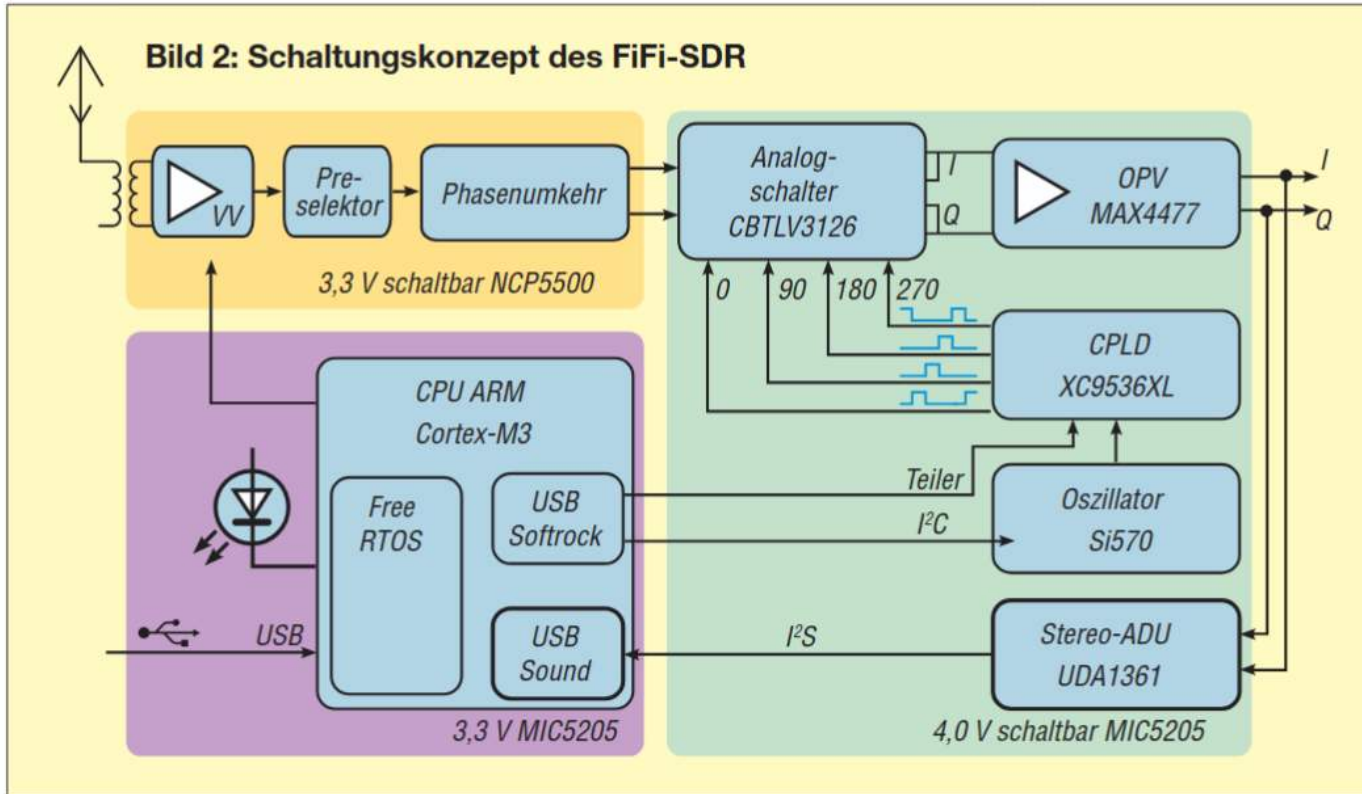 Bild 2: Schaltungskonzept des FiFi-SDR
VV
Pre-
selektor
Phasenumkehr
3,3 V schaltbar NCP5500
Analog-
schalter
CBTLV3126
I
Q
OPV
MAX4477
I
Q
0
90
180
270
CPLD
XC9536XL
CPU ARM
Cortex-M3
Free
RTOS
USB
Softrock
Teiler
I²C
Oszillator
Si570
USB
USB
Sound
I²S
Stereo-ADU
UDA1361
3,3 V MIC5205
4,0 V schaltbar MIC5205